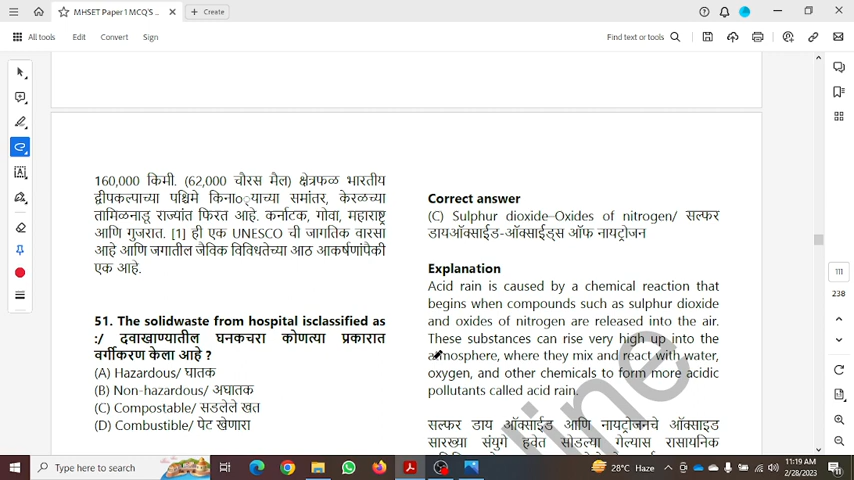 MHSET Paper 1 MCQ'S ..
Create
All tools
Edit
Convert
Sign
Find text or tools
160,000 किमी. (62,000 चौरस मैल) क्षेत्रफळ भारतीय
द्वीपकल्पाच्या पश्चिमे किनाo्याच्या समांतर, केरळच्या
तामिळनाडू राज्यांत फिरत आहे. कर्नाटक, गोवा, महाराष्ट्र
आणि गुजरात. [1] ही एक UNESCO ची जागतिक वारसा
आहे आणि जगातील जैविक विविधतेच्या आठ आकर्षणांपैकी
एक आहे.
51. The solidwaste from hospital isclassified as
:/ दवाखाण्यातील घनकचरा कोणत्या प्रकारात
वर्गीकरण केला आहे ?
(A) Hazardous/ घातक
(B) Non-hazardous/ अघातक
(C) Compostable/ सडलेले खत
(D) Combustible/ पेट खेणारा
Correct answer
(C) Sulphur dioxide–Oxides of nitrogen/ सल्फर
डायऑक्साईड-ऑक्साईड्स ऑफ नायट्रोजन
Explanation
Acid rain is caused by a chemical reaction that
begins when compounds such as sulphur dioxide
and oxides of nitrogen are released into the air.
These substances can rise very high up into the
atmosphere, where they mix and react with water,
oxygen, and other chemicals to form more acidic
pollutants called acid rain.
सल्फर डाय ऑक्साईड आणि नायट्रोजनचे ऑक्साइड
सारख्या संयुगे हवेत सोडल्या गेल्यास रासायनिक
111
238
Type here to search
28°C Haze
11:19 AM
2/28/2023